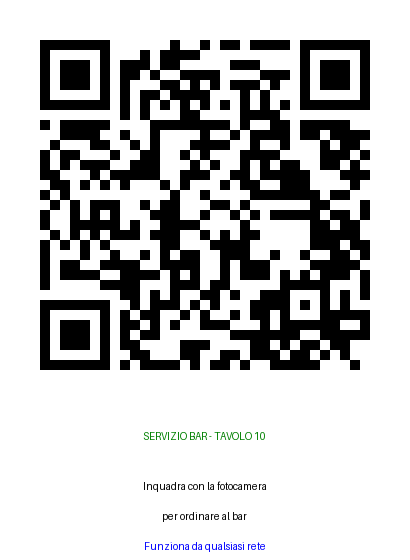 SERVIZIO BAR - TAVOLO 10
Inquadra con la fotocamera
per ordinare al bar
Funziona da qualsiasi rete